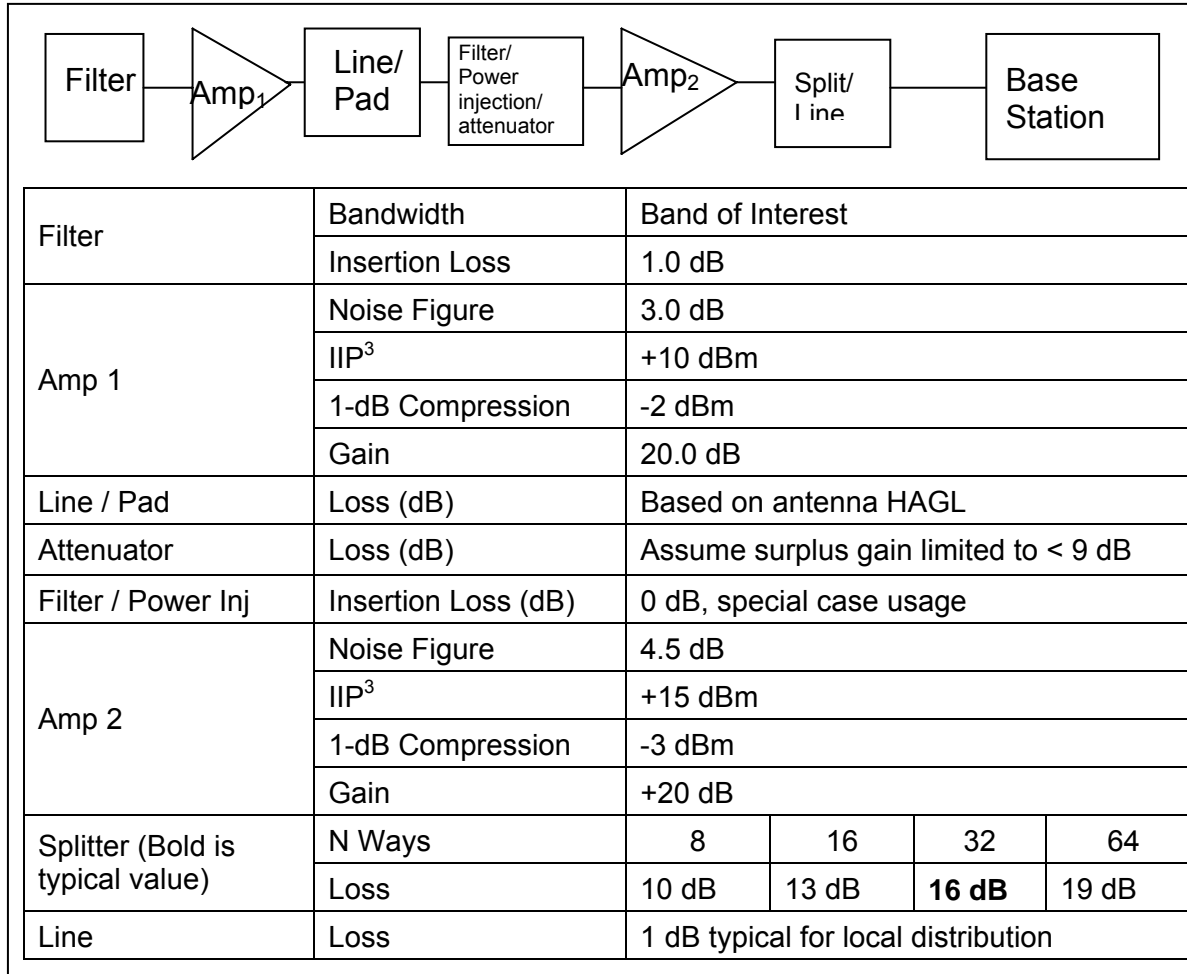 Filter
Amp1
Line/
Pad
Filter/
Power
injection/
attenuator
Amp2
Split/
Line
Base
Station
Filter
Bandwidth
Band of Interest
Insertion Loss
1.0 dB
Amp 1
Noise Figure
3.0 dB
IIP3
+10 dBm
1-dB Compression
-2 dBm
Gain
20.0 dB
Line / Pad
Loss (dB)
Based on antenna HAGL
Attenuator
Loss (dB)
Assume surplus gain limited to < 9 dB
Filter / Power Inj
Insertion Loss (dB)
0 dB, special case usage
Amp 2
Noise Figure
4.5 dB
IIP3
+15 dBm
1-dB Compression
-3 dBm
Gain
+20 dB
Splitter (Bold is
typical value)
N Ways
8
16
32
64
Loss
10 dB
13 dB
16 dB
19 dB
Line
Loss
1 dB typical for local distribution